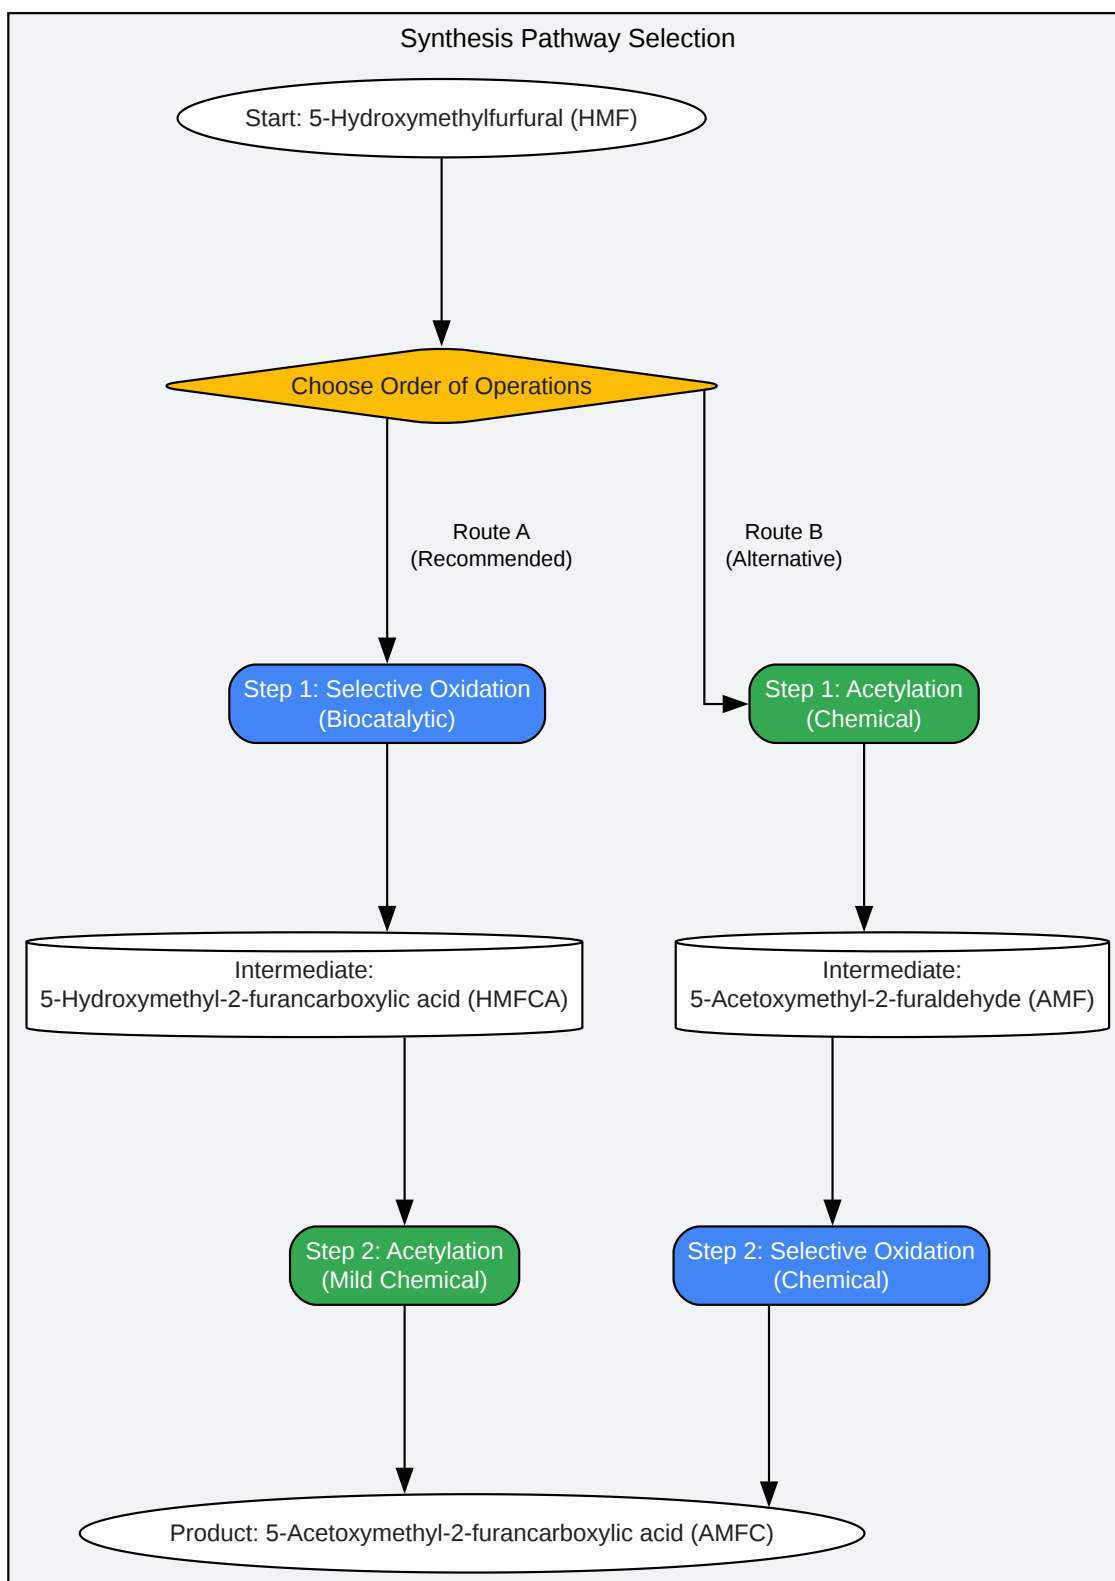 Synthesis Pathway Selection
Start: 5-Hydroxymethylfurfural (HMF)
Choose Order of Operations
Route A
(Recommended)
Route B
(Alternative)
Step 1: Selective Oxidation
(Biocatalytic)
Step 1: Acetylation
(Chemical)
Intermediate:
5-Hydroxymethyl-2-furancarboxylic acid (HMFCA)
Intermediate:
5-Acetoxymethyl-2-furaldehyde (AMF)
Step 2: Acetylation
(Mild Chemical)
Step 2: Selective Oxidation
(Chemical)
Product: 5-Acetoxymethyl-2-furancarboxylic acid (AMFC)